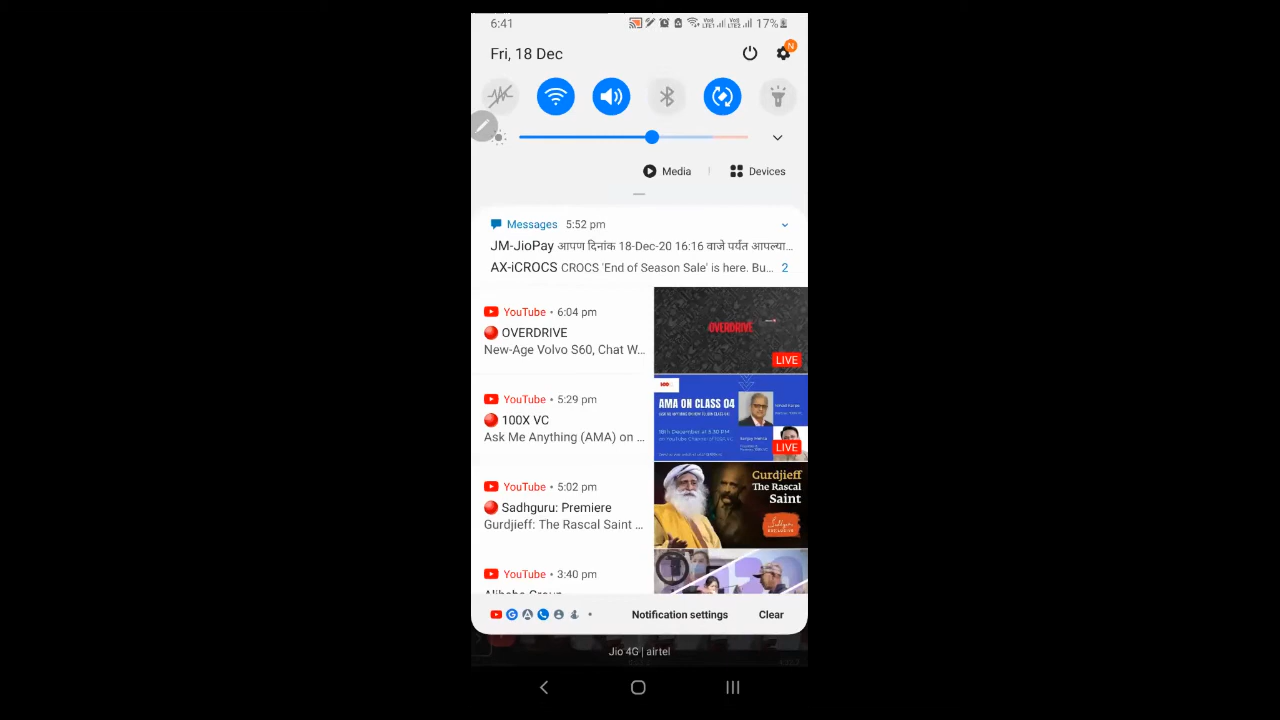 6:41
17%
Fri, 18 Dec
N
Media
Devices
Messages 5:52 pm
JM-JioPay आपण दिनांक 18-Dec-20 16:16 वाजे पर्यंत आपल्या...
AX-iCROCS CROCS 'End of Season Sale' is here. Bu... 2
YouTube • 6:04 pm
OVERDRIVE
New-Age Volvo S60, Chat W...
OVERDRIVE
LIVE
YouTube • 5:29 pm
100X VC
Ask Me Anything (AMA) on ...
AMA ON CLASS 04
LIVE
YouTube • 5:02 pm
Sadhguru: Premiere
Gurdjieff: The Rascal Saint ...
Gurdjieff
The Rascal
Saint
Sadhguru
EXCLUSIVE
YouTube • 3:40 pm
Alibaba Group
Notification settings
Clear
Jio 4G | airtel